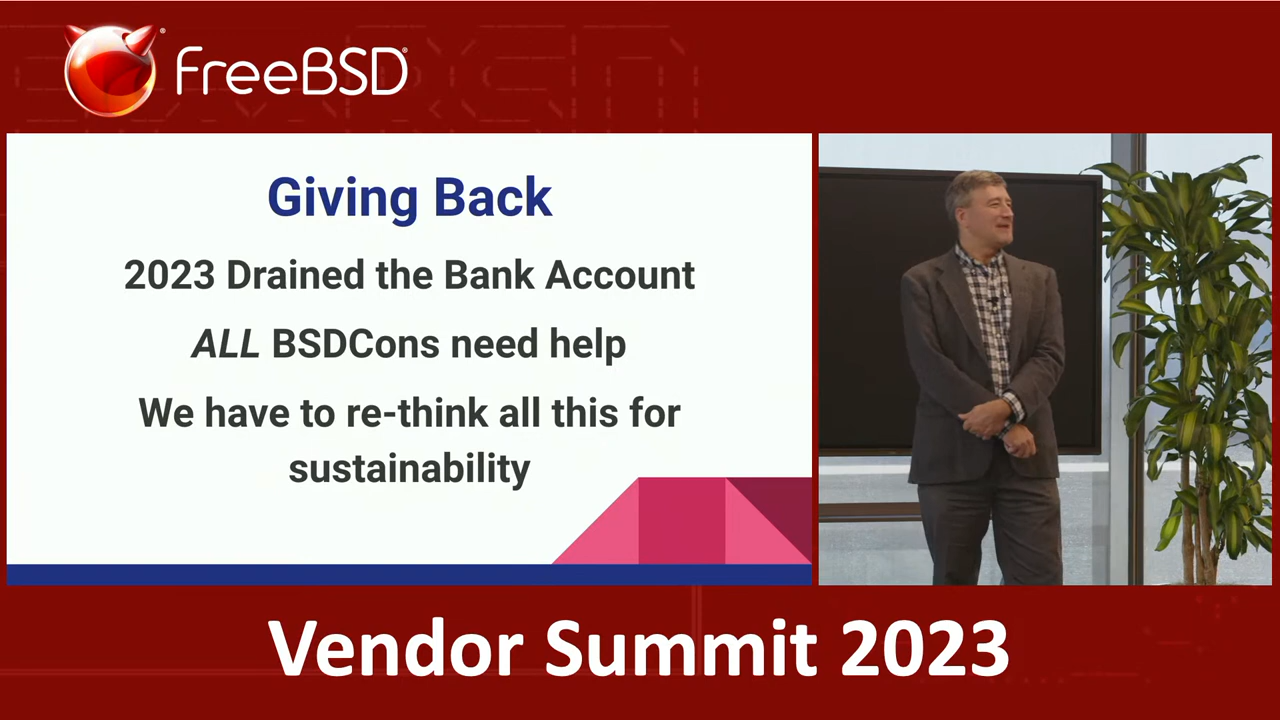 FreeBSD®
Giving Back
2023 Drained the Bank Account
ALL BSDCons need help
We have to re-think all this for
sustainability
Vendor Summit 2023